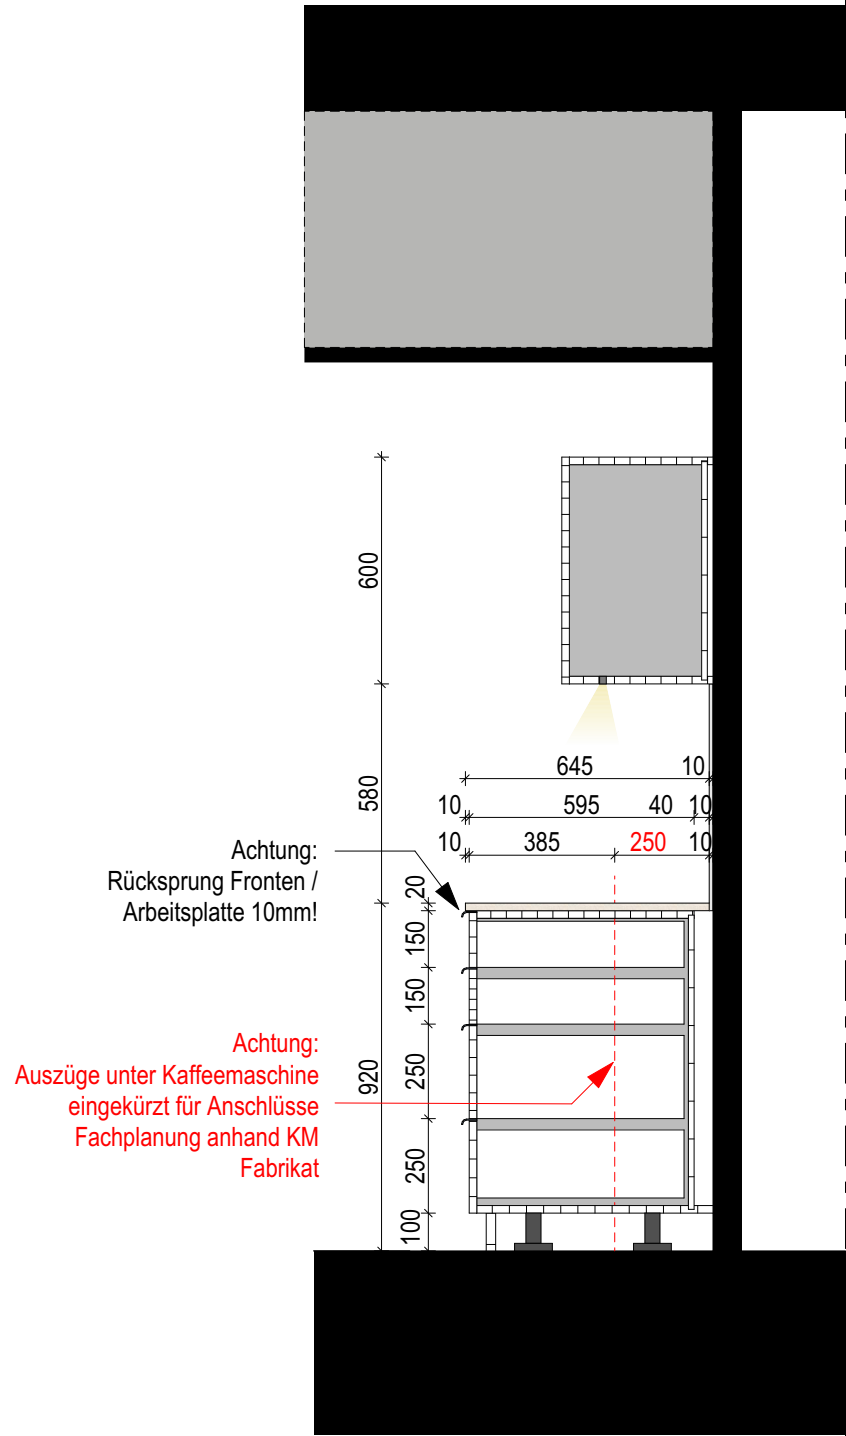 600
580
920
645 10
10 595 40 10
10 385 250 10
Achtung:
Rücksprung Fronten /
Arbeitsplatte 10mm!
20
150
150
250
250
100
Achtung:
Auszüge unter Kaffeemaschine
eingekürzt für Anschlüsse
Fachplanung anhand KM
Fabrikat